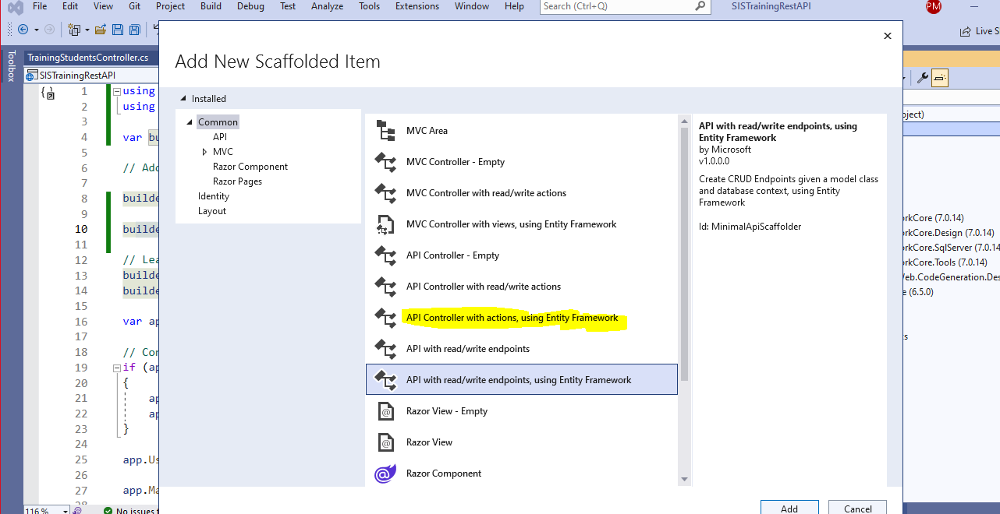 File Edit View Git Project Build Debug Test Analyze Tools Extensions Window Help Search (Ctrl+Q) SISTrainingRestAPI PM
Live S
Toolbox
TrainingStudentsController.cs
SISTrainingRestAPI
Add New Scaffolded Item
Installed
Common
API
MVC
Razor Component
Razor Pages
Identity
Layout
MVC Area
MVC Controller - Empty
MVC Controller with read/write actions
MVC Controller with views, using Entity Framework
API Controller - Empty
API Controller with read/write actions
API Controller with actions, using Entity Framework
API with read/write endpoints
API with read/write endpoints, using Entity Framework
Razor View - Empty
Razor View
Razor Component
API with read/write endpoints, using
Entity Framework
by Microsoft
v1.0.0.0
Create CRUD Endpoints given a model class
and database context, using Entity
Framework
Id: MinimalApiScaffolder
Add Cancel
1 using
2 using
3
4 var bu
5
6 // Add
7
8 builde
9
10 builde
11
12 // Lea
13 builde
14 builde
15
16 var ap
17
18 // Con
19 if (ap
20 {
21 ap
22 ap
23 }
24
25 app.Us
26
27 app.Ma
28
116 % No issues f
oject)
orkCore (7.0.14)
orkCore.Design (7.0.14)
orkCore.SqlServer (7.0.14
orkCore.Tools (7.0.14)
Web.CodeGeneration.Des
e (6.5.0)
ts